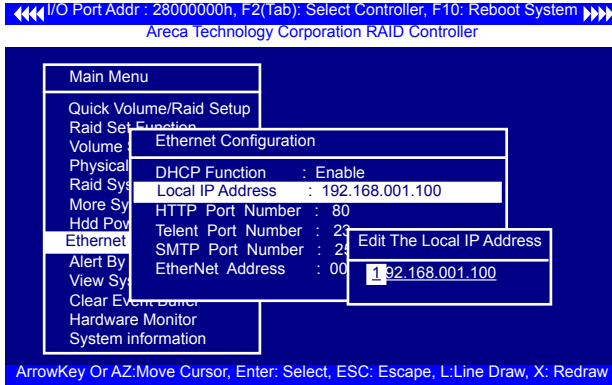 I/O Port Addr : 28000000h, F2(Tab): Select Controller, F10: Reboot System
Areca Technology Corporation RAID Controller
Main Menu
Quick Volume/Raid Setup
Raid Set Function
Volume
Physical
Raid Sys
More Sy
Hdd Pow
Ethernet
Alert By
View Sy
Clear Event Buffer
Hardware Monitor
System information
Ethernet Configuration
DHCP Function : Enable
Local IP Address : 192.168.001.100
HTTP Port Number : 80
Telent Port Number : 23
SMTP Port Number : 25
EtherNet Address : 00
Edit The Local IP Address
192.168.001.100
ArrowKey Or AZ:Move Cursor, Enter: Select, ESC: Escape, L:Line Draw, X: Redraw